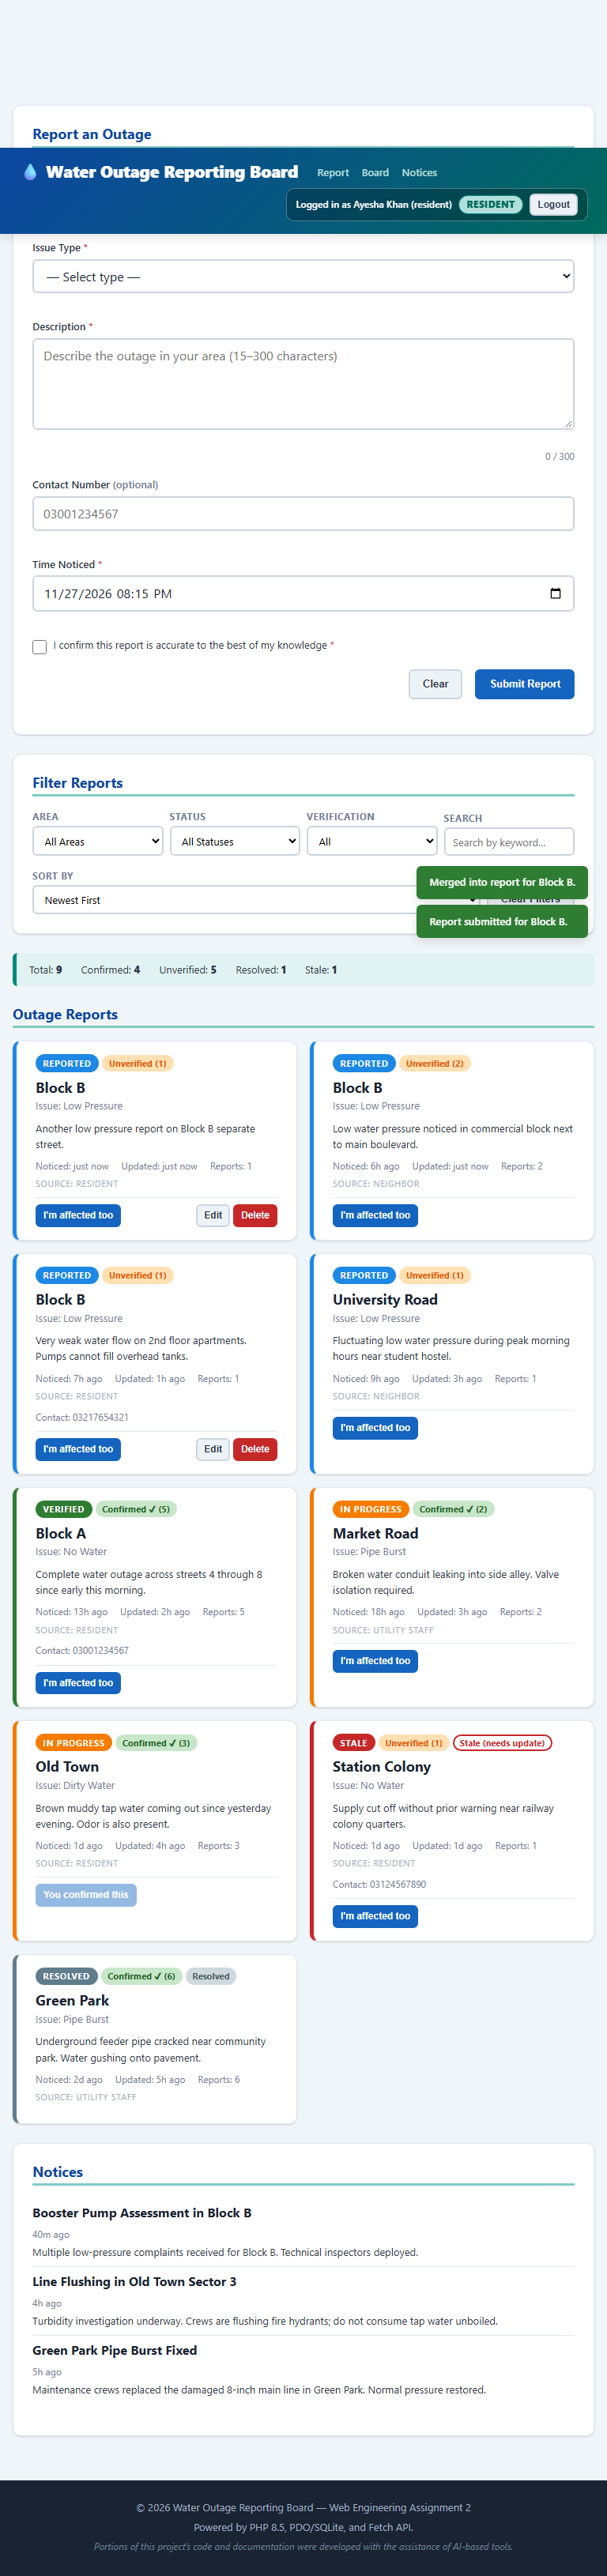 Report an Outage
💧 Water Outage Reporting Board
Report Board Notices
Logged in as Ayesha Khan (resident) RESIDENT Logout
Issue Type *
— Select type —
Description *
Describe the outage in your area (15–300 characters)
0 / 300
Contact Number (optional)
03001234567
Time Noticed *
11/27/2026 08:15 PM
I confirm this report is accurate to the best of my knowledge *
Clear Submit Report
Filter Reports
AREA STATUS VERIFICATION SEARCH
All Areas All Statuses All Search by keyword...
SORT BY
Newest First Clear Filters
Merged into report for Block B.
Report submitted for Block B.
Total: 9 Confirmed: 4 Unverified: 5 Resolved: 1 Stale: 1
Outage Reports
REPORTED Unverified (1)
Block B
Issue: Low Pressure
Another low pressure report on Block B separate
street.
Noticed: just now Updated: just now Reports: 1
SOURCE: RESIDENT
I'm affected too Edit Delete
REPORTED Unverified (2)
Block B
Issue: Low Pressure
Low water pressure noticed in commercial block next
to main boulevard.
Noticed: 6h ago Updated: just now Reports: 2
SOURCE: NEIGHBOR
I'm affected too
REPORTED Unverified (1)
Block B
Issue: Low Pressure
Very weak water flow on 2nd floor apartments.
Pumps cannot fill overhead tanks.
Noticed: 7h ago Updated: 1h ago Reports: 1
SOURCE: RESIDENT
Contact: 03217654321
I'm affected too Edit Delete
REPORTED Unverified (1)
University Road
Issue: Low Pressure
Fluctuating low water pressure during peak morning
hours near student hostel.
Noticed: 9h ago Updated: 3h ago Reports: 1
SOURCE: NEIGHBOR
I'm affected too
VERIFIED Confirmed ✓ (5)
Block A
Issue: No Water
Complete water outage across streets 4 through 8
since early this morning.
Noticed: 13h ago Updated: 2h ago Reports: 5
SOURCE: RESIDENT
Contact: 03001234567
I'm affected too
IN PROGRESS Confirmed ✓ (2)
Market Road
Issue: Pipe Burst
Broken water conduit leaking into side alley. Valve
isolation required.
Noticed: 18h ago Updated: 3h ago Reports: 2
SOURCE: UTILITY STAFF
I'm affected too
IN PROGRESS Confirmed ✓ (3)
Old Town
Issue: Dirty Water
Brown muddy tap water coming out since yesterday
evening. Odor is also present.
Noticed: 1d ago Updated: 4h ago Reports: 3
SOURCE: RESIDENT
You confirmed this
STALE Unverified (1) Stale (needs update)
Station Colony
Issue: No Water
Supply cut off without prior warning near railway
colony quarters.
Noticed: 1d ago Updated: 1d ago Reports: 1
SOURCE: RESIDENT
Contact: 03124567890
I'm affected too
RESOLVED Confirmed ✓ (6) Resolved
Green Park
Issue: Pipe Burst
Underground feeder pipe cracked near community
park. Water gushing onto pavement.
Noticed: 2d ago Updated: 5h ago Reports: 6
SOURCE: UTILITY STAFF
Notices
Booster Pump Assessment in Block B
40m ago
Multiple low-pressure complaints received for Block B. Technical inspectors deployed.
Line Flushing in Old Town Sector 3
4h ago
Turbidity investigation underway. Crews are flushing fire hydrants; do not consume tap water unboiled.
Green Park Pipe Burst Fixed
5h ago
Maintenance crews replaced the damaged 8-inch main line in Green Park. Normal pressure restored.
© 2026 Water Outage Reporting Board — Web Engineering Assignment 2
Powered by PHP 8.5, PDO/SQLite, and Fetch API.
Portions of this project's code and documentation were developed with the assistance of AI-based tools.